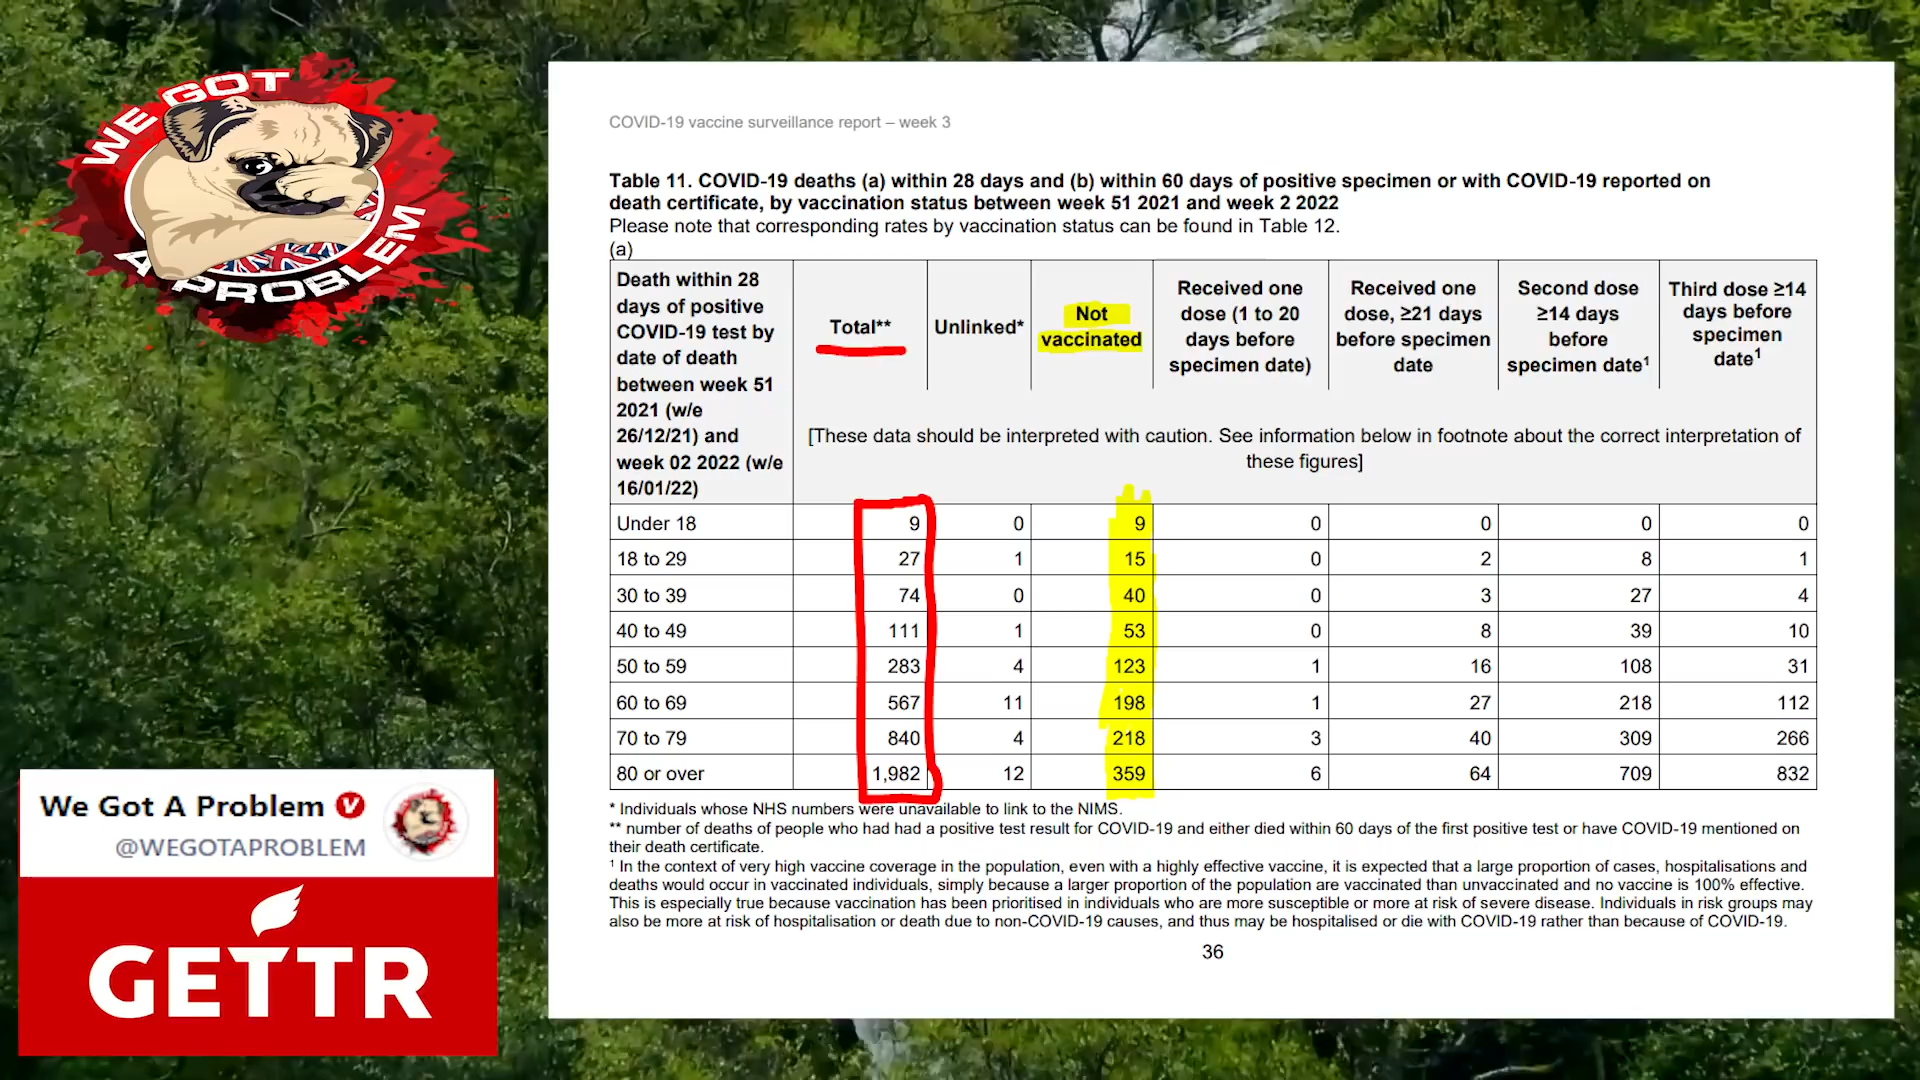 WE GOT
A PROBLEM
COVID-19 vaccine surveillance report – week 3
Table 11. COVID-19 deaths (a) within 28 days and (b) within 60 days of positive specimen or with COVID-19 reported on
death certificate, by vaccination status between week 51 2021 and week 2 2022
Please note that corresponding rates by vaccination status can be found in Table 12.
(a)
Death within 28
days of positive
COVID-19 test by
date of death
between week 51
2021 (w/e
26/12/21) and
week 02 2022 (w/e
16/01/22)
Total**
Unlinked*
Not
vaccinated
Received one
dose (1 to 20
days before
specimen date)
Received one
dose, ≥21 days
before specimen
date
Second dose
≥14 days
before
specimen date¹
Third dose ≥14
days before
specimen
date¹
[These data should be interpreted with caution. See information below in footnote about the correct interpretation of
these figures]
Under 18 9 0 9 0 0 0 0
18 to 29 27 1 15 0 2 8 1
30 to 39 74 0 40 0 3 27 4
40 to 49 111 1 53 0 8 39 10
50 to 59 283 4 123 1 16 108 31
60 to 69 567 11 198 1 27 218 112
70 to 79 840 4 218 3 40 309 266
80 or over 1,982 12 359 6 64 709 832
* Individuals whose NHS numbers were unavailable to link to the NIMS.
** number of deaths of people who had had a positive test result for COVID-19 and either died within 60 days of the first positive test or have COVID-19 mentioned on
their death certificate.
¹ In the context of very high vaccine coverage in the population, even with a highly effective vaccine, it is expected that a large proportion of cases, hospitalisations and
deaths would occur in vaccinated individuals, simply because a larger proportion of the population are vaccinated than unvaccinated and no vaccine is 100% effective.
This is especially true because vaccination has been prioritised in individuals who are more susceptible or more at risk of severe disease. Individuals in risk groups may
also be more at risk of hospitalisation or death due to non-COVID-19 causes, and thus may be hospitalised or die with COVID-19 rather than because of COVID-19.
36
We Got A Problem V
@WEGOTAPROBLEM
GETTR